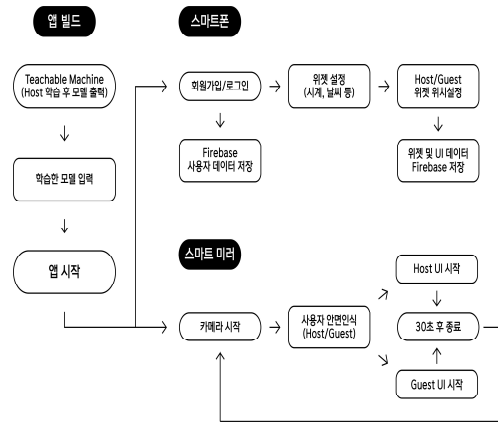 앱 빌드
Teachable Machine
(Host 학습 후 모델 출력)
학습한 모델 입력
앱 시작
스마트폰
회원가입/로그인
Firebase
사용자 데이터 저장
위젯 설정
(시계, 날씨 등)
Host/Guest
위젯 위시설정
위젯 및 UI 데이터
Firebase 저장
스마트 미러
카메라 시작
사용자 안면인식
(Host/Guest)
Host UI 시작
30초 후 종료
Guest UI 시작